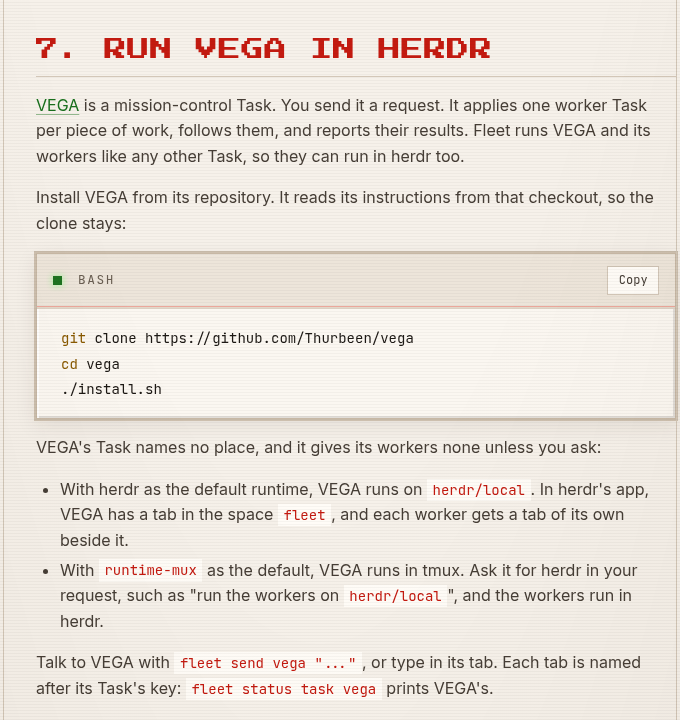 7. RUN VEGA IN HERDR
VEGA is a mission-control Task. You send it a request. It applies one worker Task
per piece of work, follows them, and reports their results. Fleet runs VEGA and its
workers like any other Task, so they can run in herdr too.
Install VEGA from its repository. It reads its instructions from that checkout, so the
clone stays:
BASH
Copy
git clone https://github.com/Thurbeen/vega
cd vega
./install.sh
VEGA's Task names no place, and it gives its workers none unless you ask:
• With herdr as the default runtime, VEGA runs on herdr/local. In herdr's app,
VEGA has a tab in the space fleet, and each worker gets a tab of its own
beside it.
• With runtime-mux as the default, VEGA runs in tmux. Ask it for herdr in your
request, such as "run the workers on herdr/local", and the workers run in
herdr.
Talk to VEGA with fleet send vega "...", or type in its tab. Each tab is named
after its Task's key: fleet status task vega prints VEGA's.